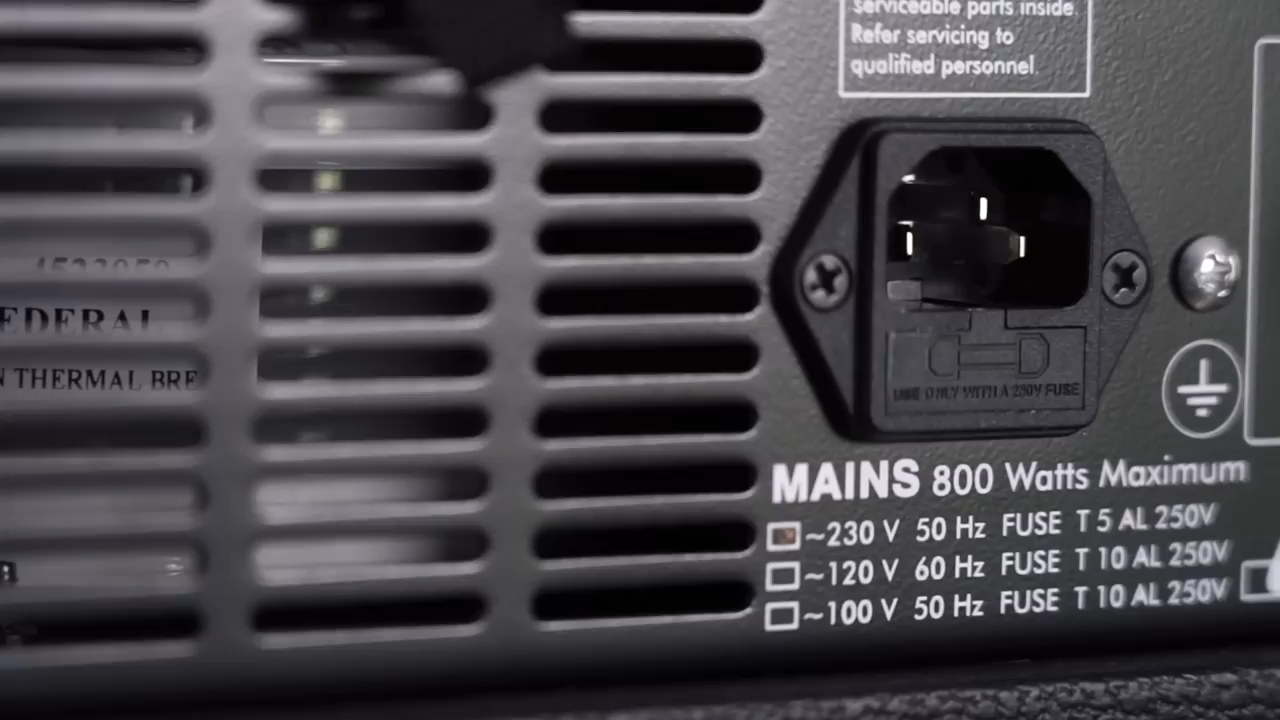 serviceable parts inside.
Refer servicing to
qualified personnel.
EDERAL
N THERMAL BRE
USE ONLY WITH A 250V FUSE
MAINS 800 Watts Maximum
~230 V 50 Hz FUSE T 5 AL 250V
~120 V 60 Hz FUSE T 10 AL 250V
~100 V 50 Hz FUSE T 10 AL 250V